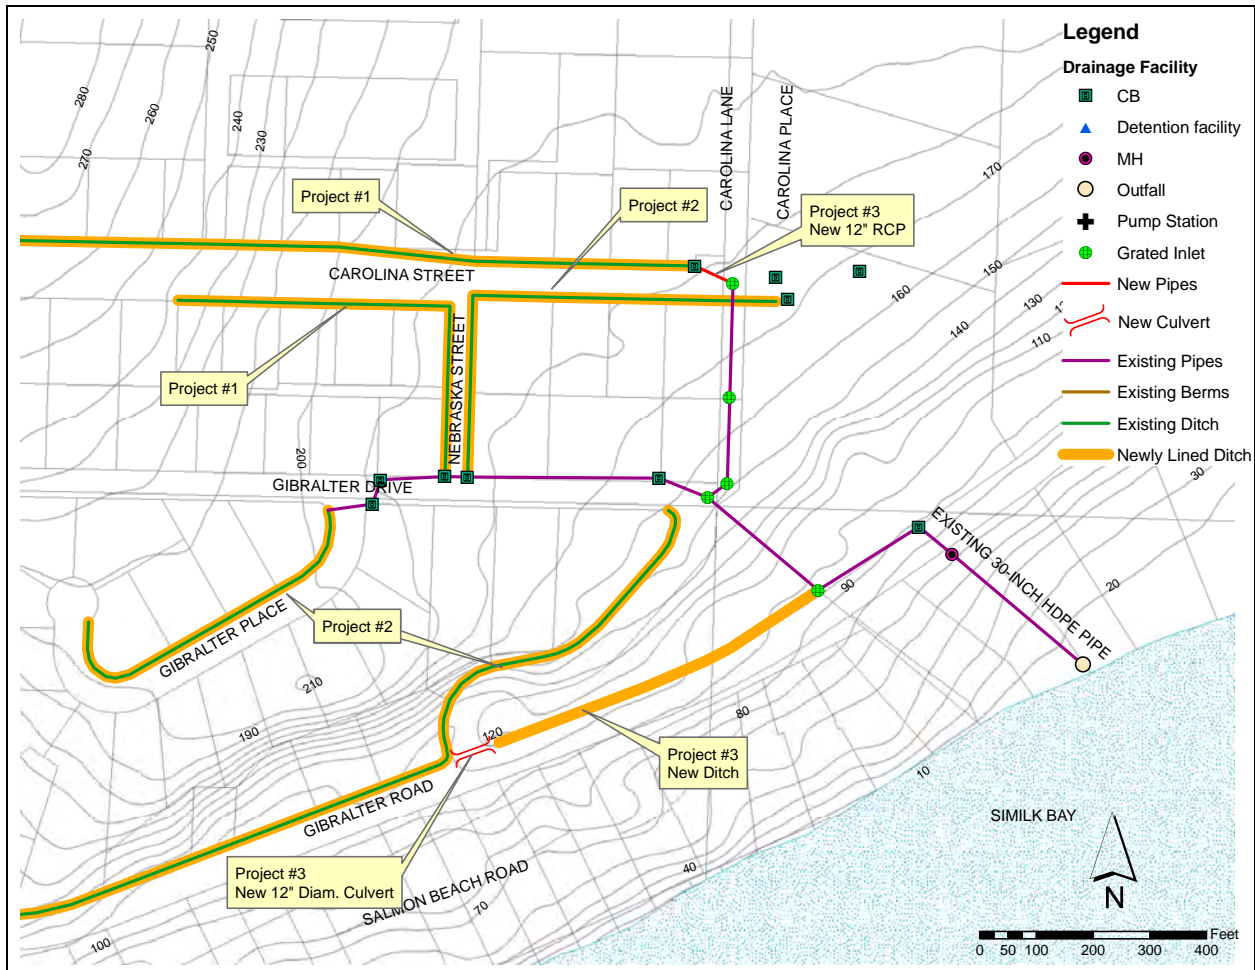 Legend
Drainage Facility
CB
Detention facility
MH
Outfall
Pump Station
Grated Inlet
New Pipes
New Culvert
Existing Pipes
Existing Berms
Existing Ditch
Newly Lined Ditch
250
280
260
240
230
270
CAROLINA LANE
CAROLINA PLACE
170
Project #1
Project #2
Project #3
New 12" RCP
CAROLINA STREET
150
160
130
140
110
Project #1
NEBRASKA STREET
200
GIBRALTER DRIVE
30
EXISTING 30-INCH HDPE PIPE
90
20
GIBRALTER PLACE
Project #2
210
190
80
120
Project #3
New Ditch
10
GIBRALTER ROAD
SIMILK BAY
Project #3
New 12" Diam. Culvert
SALMON BEACH ROAD
40
70
100
N
Feet
0 50 100 200 300 400